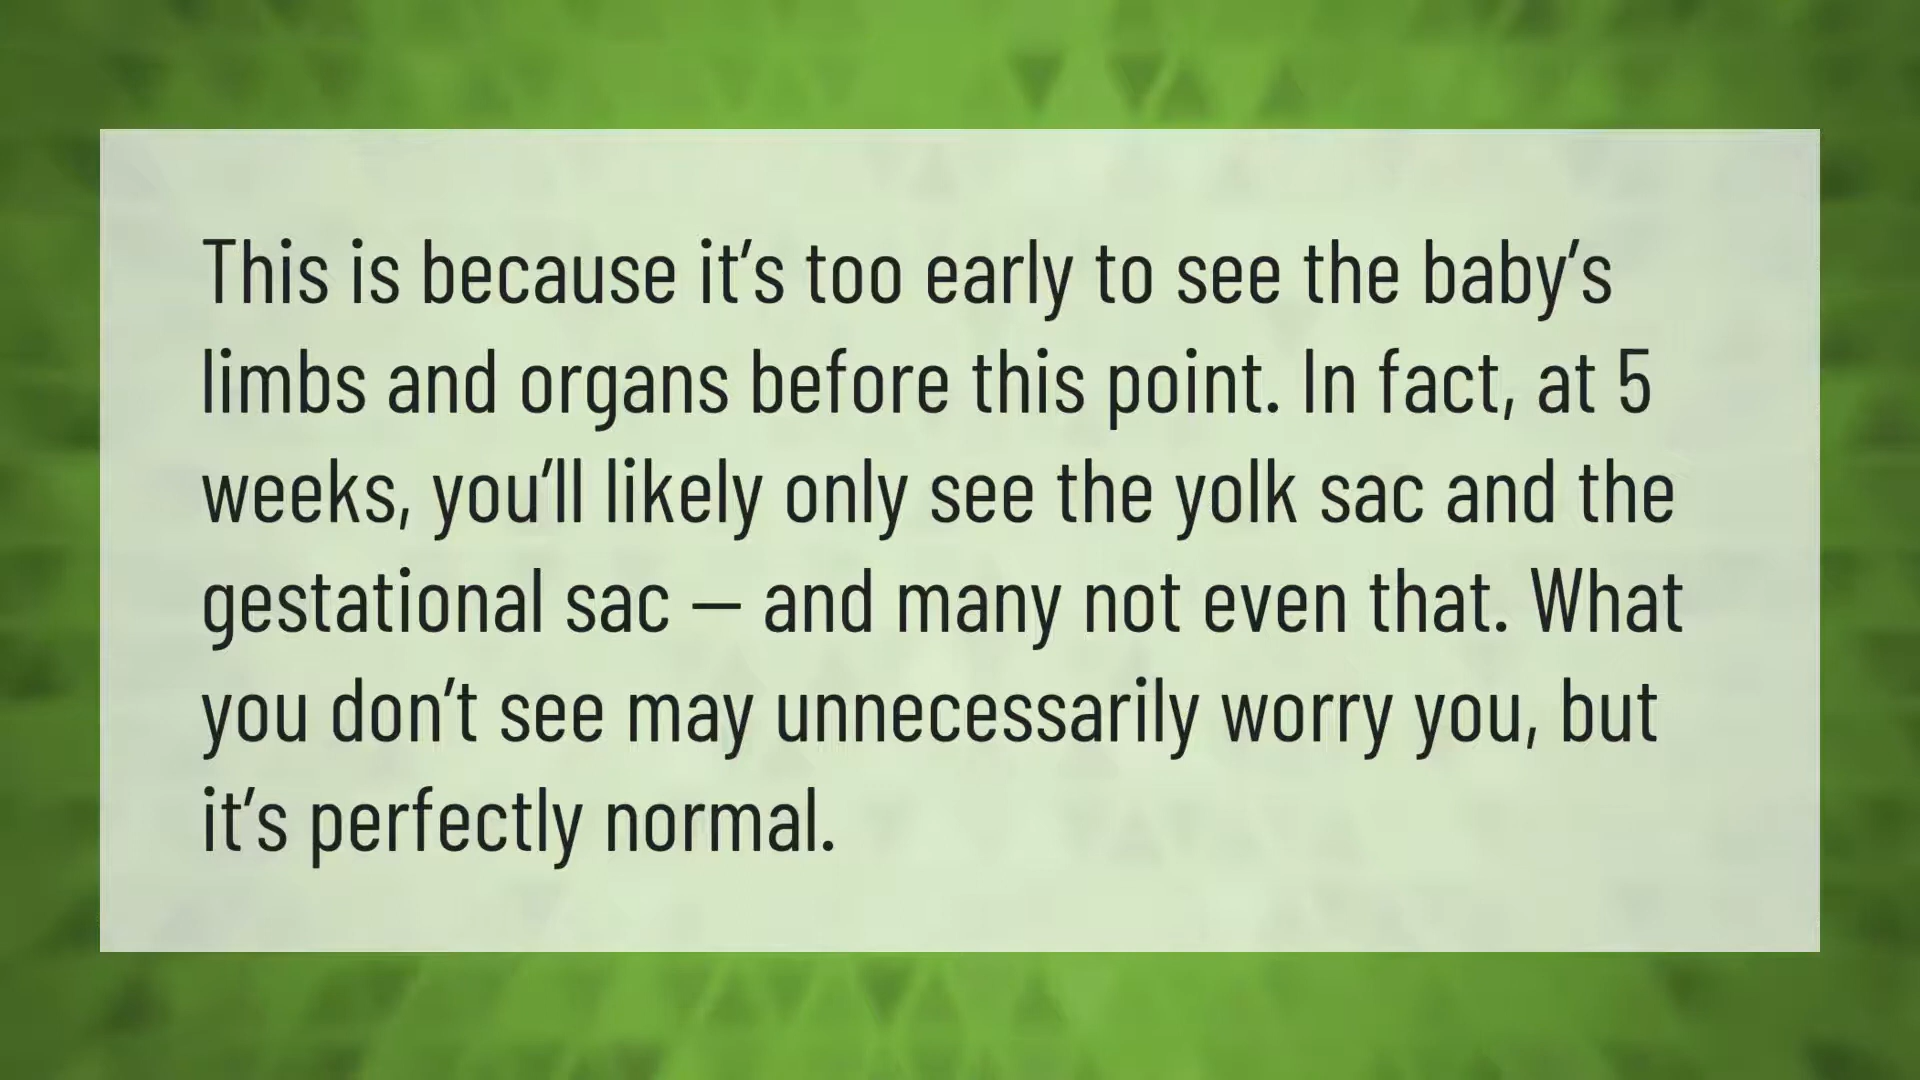 This is because it’s too early to see the baby’s
limbs and organs before this point. In fact, at 5
weeks, you’ll likely only see the yolk sac and the
gestational sac — and many not even that. What
you don’t see may unnecessarily worry you, but
it’s perfectly normal.